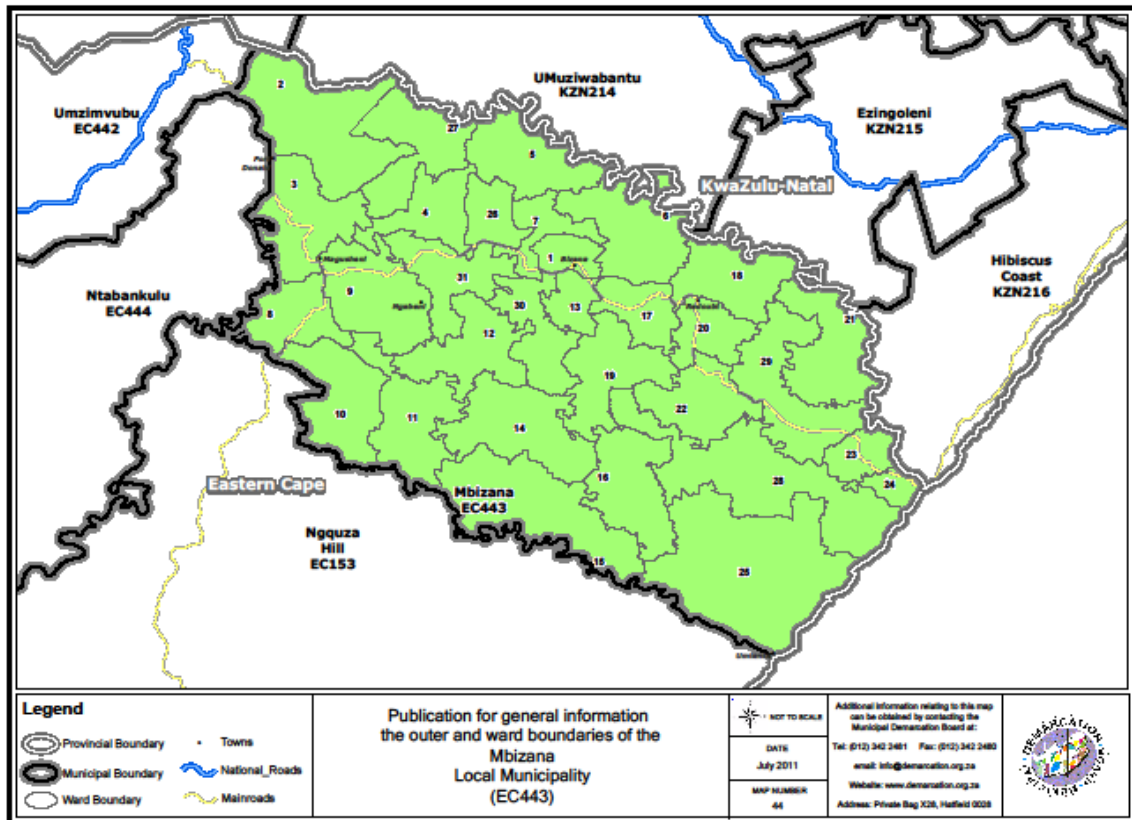 UMuziwabantu
KZN214
Umzimvubu
EC442
Ezingoleni
KZN215
KwaZulu-Natal
Hibiscus
Coast
KZN216
Ntabankulu
EC444
Eastern Cape
Mbizana
EC443
Ngquza
Hill
EC153
2
27
5
3
4
26
7
6
1
Bizana
Magusheni
31
18
9
30
13
17
20
21
8
12
29
19
10
11
14
22
23
16
28
24
15
25
Legend
Provincial Boundary
Municipal Boundary
Ward Boundary
Towns
National_Roads
Mainroads
Publication for general information
the outer and ward boundaries of the
Mbizana
Local Municipality
(EC443)
NOT TO SCALE
DATE
July 2011
MAP NUMBER
44
Additional information relating to this map
can be obtained by contacting the
Municipal Demarcation Board at:
Tel: (012) 342 2481 Fax: (012) 342 2480
email: info@demarcation.org.za
Website: www.demarcation.org.za
Address: Private Bag X28, Hatfield 0028